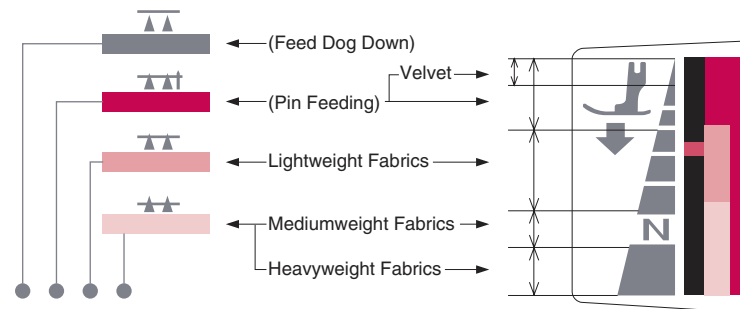 (Feed Dog Down)
Velvet
(Pin Feeding)
Lightweight Fabrics
Mediumweight Fabrics
N
Heavyweight Fabrics